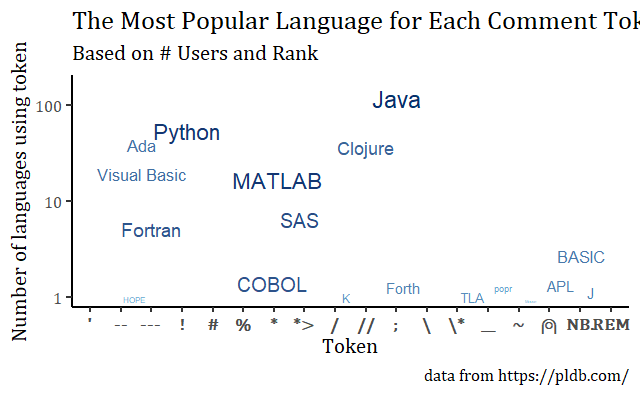 The Most Popular Language for Each Comment Tok
Based on # Users and Rank
Number of languages using token
100
10
1
Java
Python
Ada
Clojure
Visual Basic
MATLAB
SAS
Fortran
BASIC
COBOL
Forth
APL
popr
J
K
TLA
HOPE
' -- --- ! # % * *> / // ; \ \* __ ~ ⍝ NB. REM
Token
data from https://pldb.com/